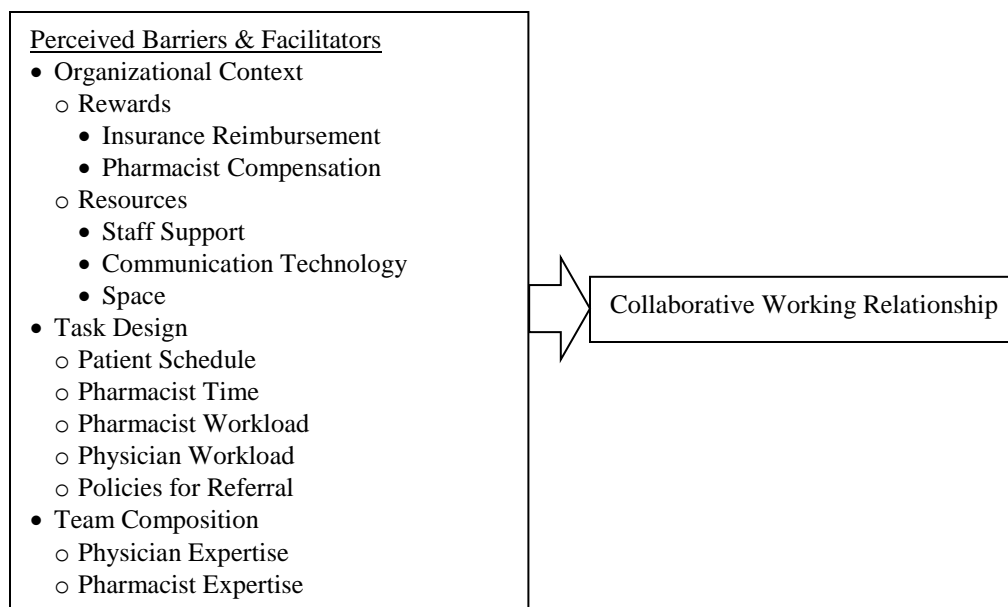 Perceived Barriers & Facilitators
• Organizational Context
o Rewards
• Insurance Reimbursement
• Pharmacist Compensation
o Resources
• Staff Support
• Communication Technology
• Space
• Task Design
o Patient Schedule
o Pharmacist Time
o Pharmacist Workload
o Physician Workload
o Policies for Referral
• Team Composition
o Physician Expertise
o Pharmacist Expertise
Collaborative Working Relationship